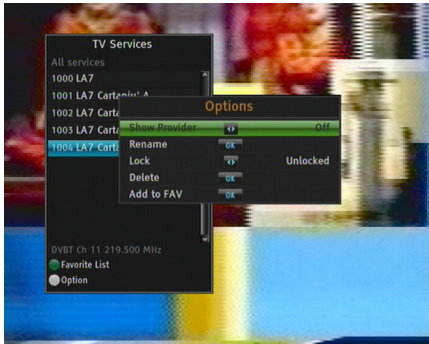 TV Services
All services
1000 LA7
1001 LA7 Cartapiu' A
1002 LA7 Carta
1003 LA7 Carta
1004 LA7 Carta
Options
Show Provider Off
Rename OK
Lock Unlocked
Delete OK
Add to FAV OK
DVBT Ch 11 219.500 MHz
Favorite List
Option